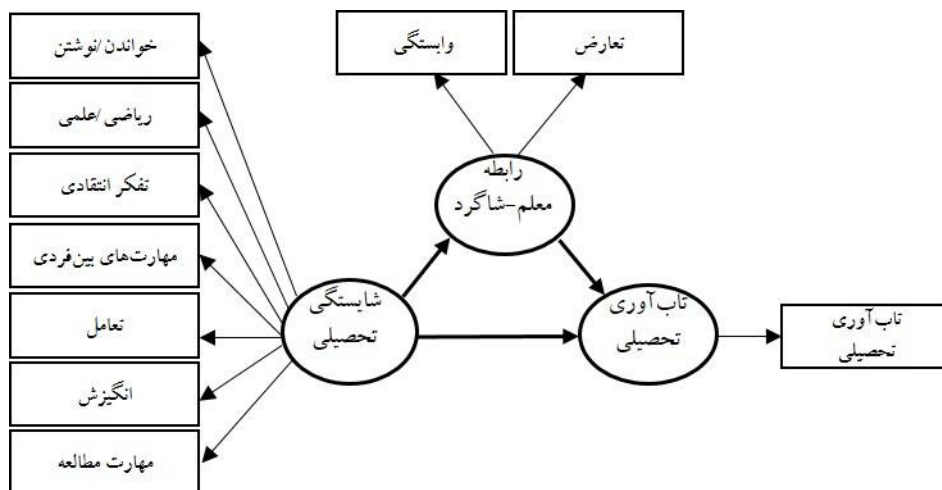 وابستگی
تعارض
خواندن/نوشتن
ریاضی/علمی
تفکر انتقادی
مهارت‌های بین‌فردی
تعامل
انگیزش
مهارت مطالعه
رابطه
معلم-شاگرد
شایستگی
تحصیلی
تاب‌آوری
تحصیلی
تاب‌آوری
تحصیلی